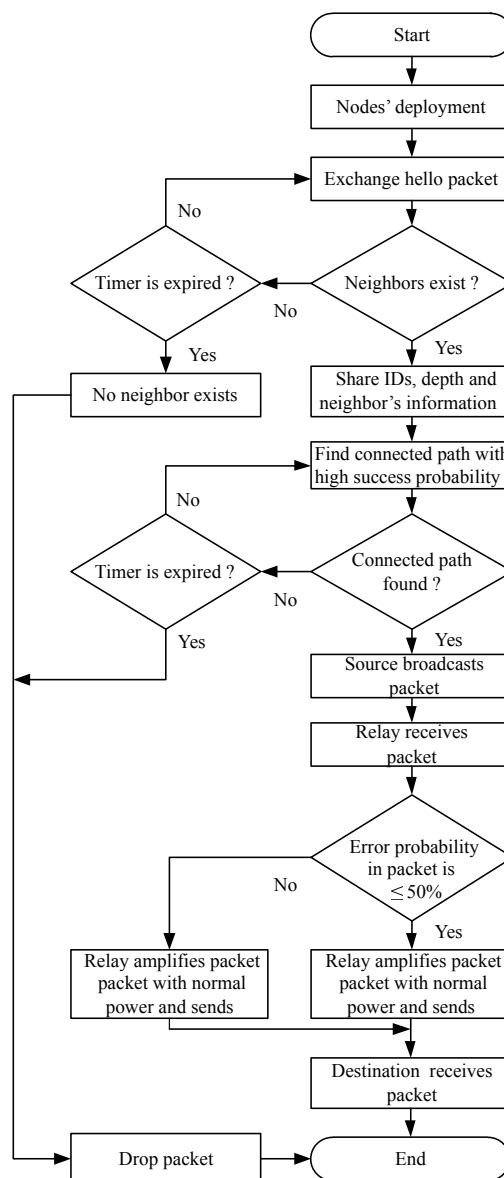 Start
Nodes' deployment
Exchange hello packet
No
Timer is expired ?
Neighbors exist ?
No
Yes
Yes
No neighbor exists
Share IDs, depth and
neighbor's information
Find connected path with
high success probability
No
Timer is expired ?
Connected path
found ?
No
Yes
Yes
Source broadcasts
packet
Relay receives
packet
Error probability
in packet is
≤ 50%
No
Yes
Relay amplifies packet
packet with normal
power and sends
Relay amplifies packet
packet with normal
power and sends
Destination receives
packet
Drop packet
End